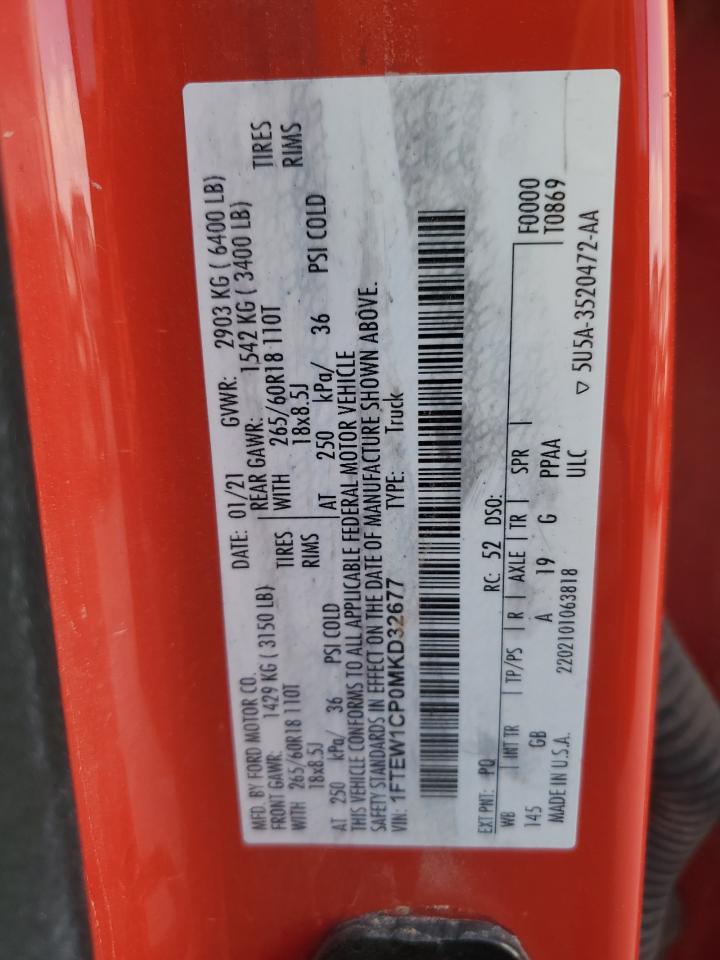 MFD. BY FORD MOTOR CO. DATE: 01/21 GVWR: 2903 KG ( 6400 LB)
FRONT GAWR: 1429 KG ( 3150 LB) REAR GAWR: 1542 KG ( 3400 LB)
WITH 265/60R18 110T TIRES WITH 265/60R18 110T TIRES
18x8.5J RIMS 18x8.5J RIMS
AT 250 kPa/ 36 PSI COLD AT 250 kPa/ 36 PSI COLD
THIS VEHICLE CONFORMS TO ALL APPLICABLE FEDERAL MOTOR VEHICLE
SAFETY STANDARDS IN EFFECT ON THE DATE OF MANUFACTURE SHOWN ABOVE.
VIN: 1FTEW1CP0MKD32677 TYPE: Truck
EXT PNT: PQ RC: 52 DSO:
WB INT TR TP/PS R AXLE TR SPR F0000
145 GB A 19 G PPAA T0869
MADE IN U.S.A. 2202101063818 ULC
▽ 5U5A-3520472-AA